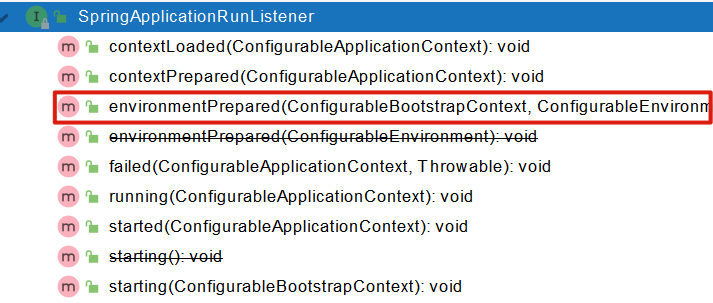 I SpringApplicationRunListener
m contextLoaded(ConfigurableApplicationContext): void
m contextPrepared(ConfigurableApplicationContext): void
m environmentPrepared(ConfigurableBootstrapContext, ConfigurableEnvironm
m environmentPrepared(ConfigurableEnvironment): void
m failed(ConfigurableApplicationContext, Throwable): void
m running(ConfigurableApplicationContext): void
m started(ConfigurableApplicationContext): void
m starting(): void
m starting(ConfigurableBootstrapContext): void